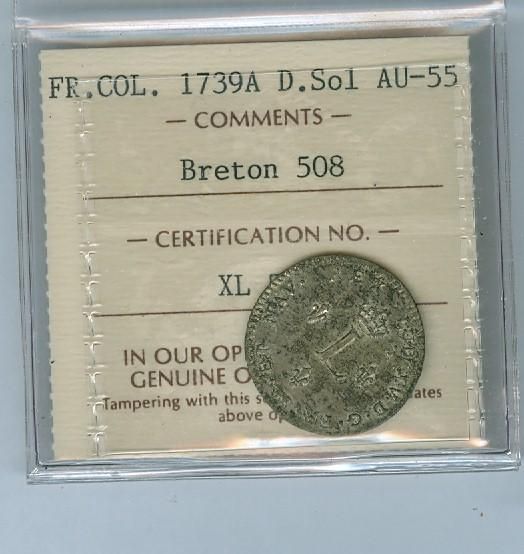 FR.COL. 1739A D.Sol AU-55
— COMMENTS —
Breton 508
— CERTIFICATION NO. —
XL
IN OUR OP
GENUINE O
Tampering with this s ates
above o